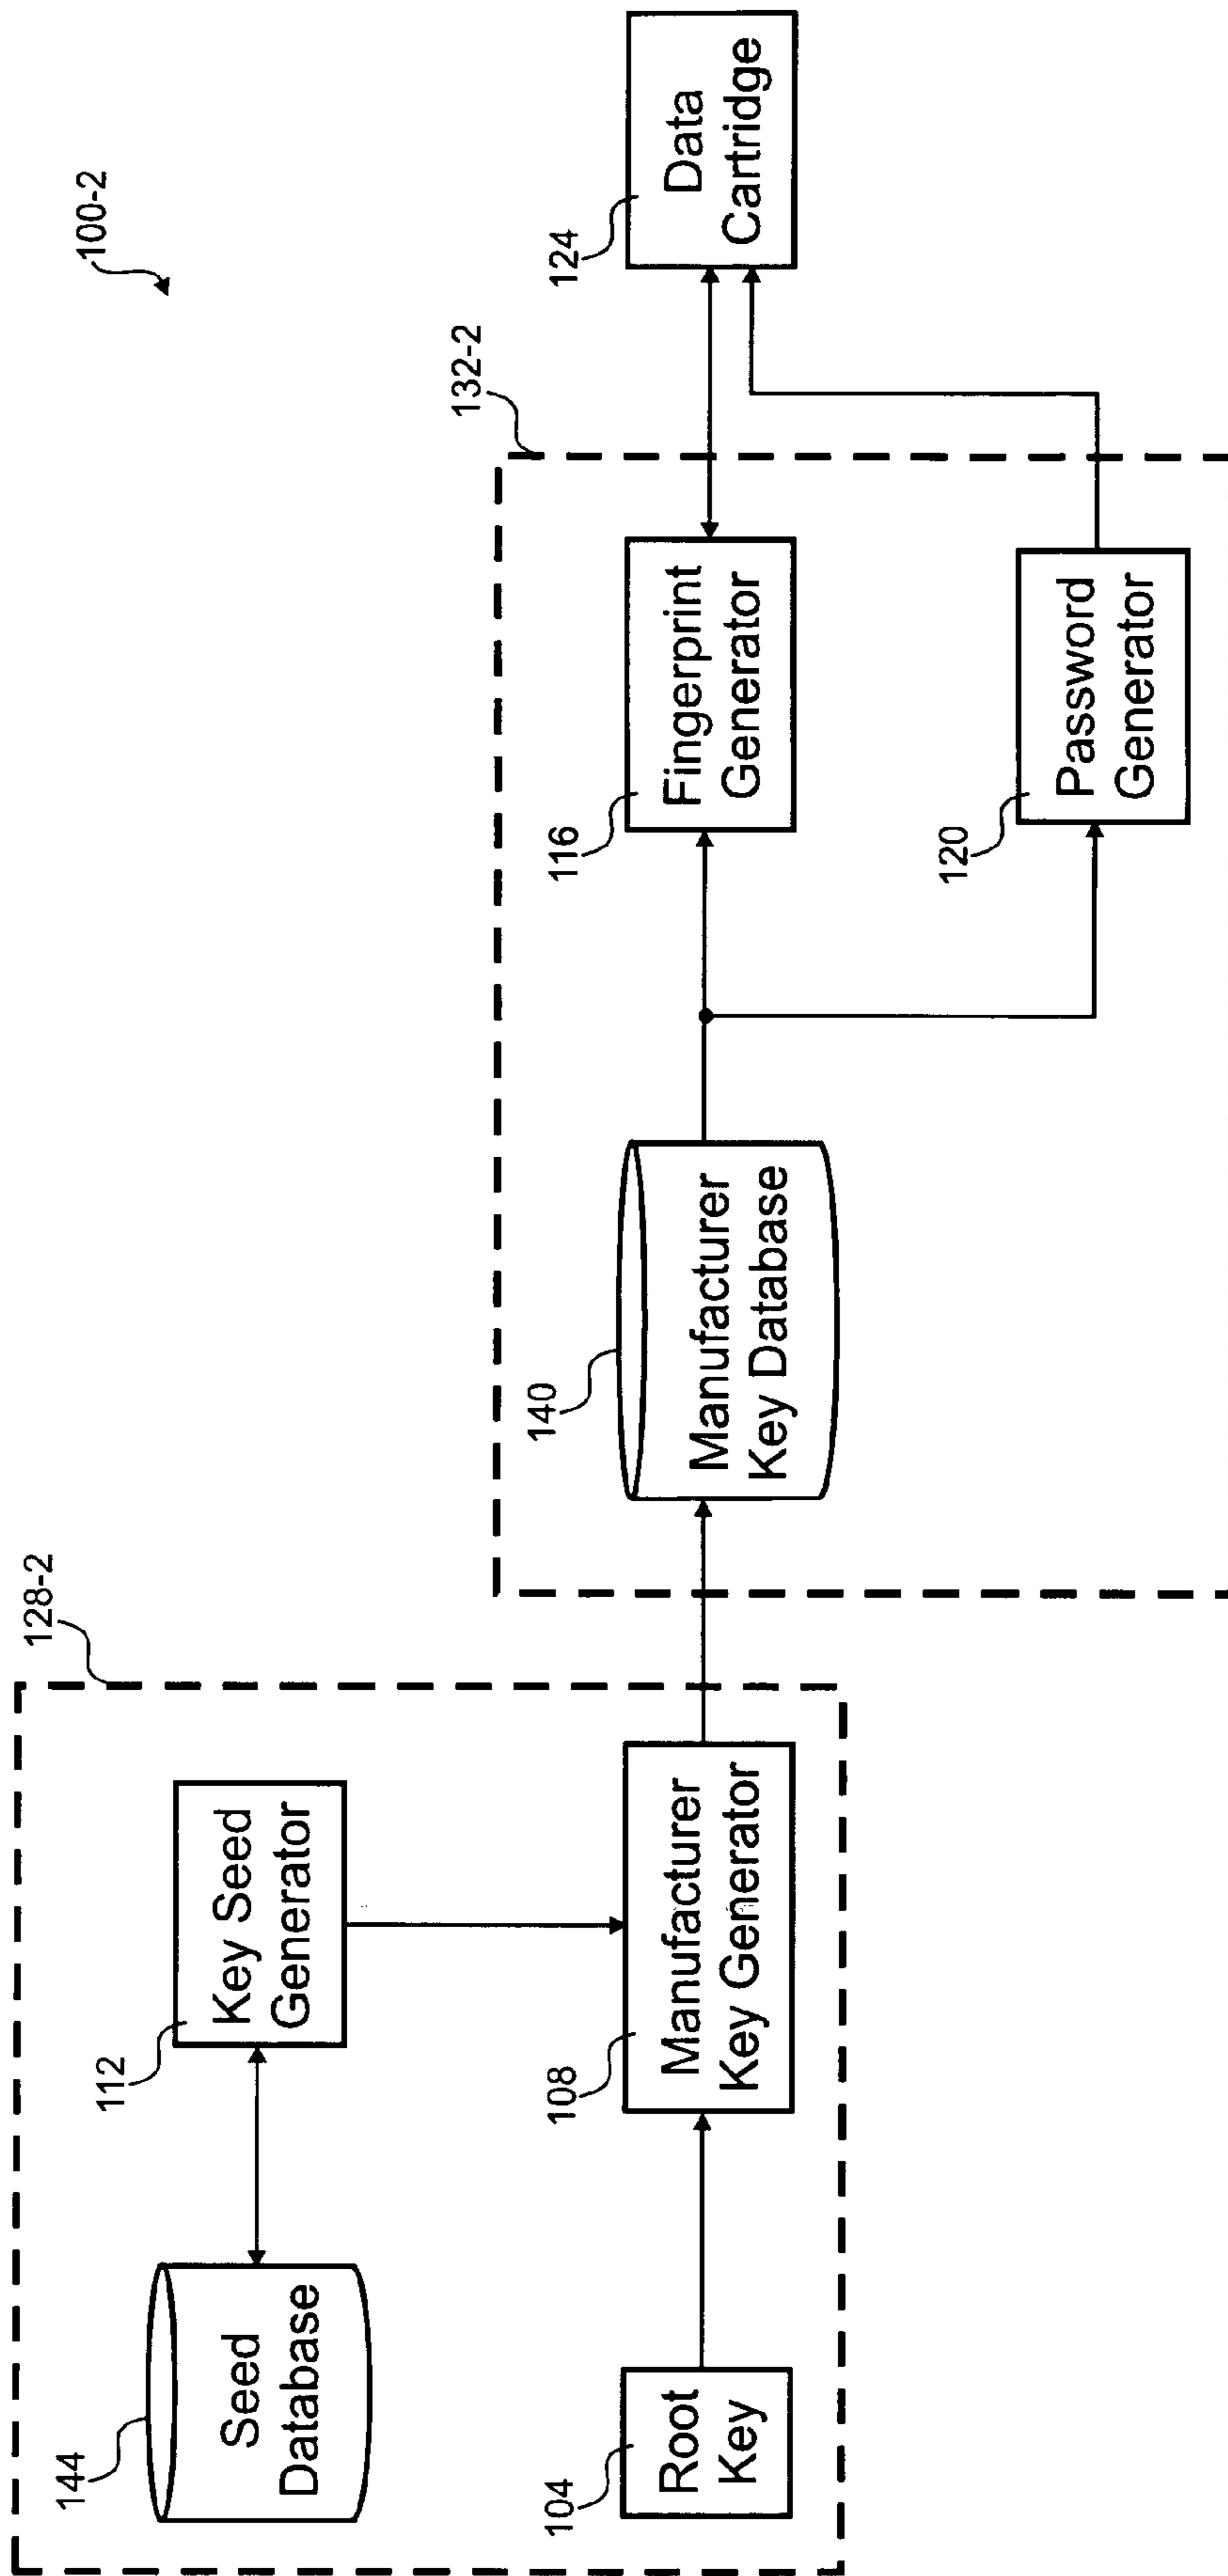 100-2
128-2
144
Seed
Database
112
Key Seed
Generator
104
Root
Key
108
Manufacturer
Key Generator
132-2
140
Manufacturer
Key Database
116
Fingerprint
Generator
120
Password
Generator
124
Data
Cartridge